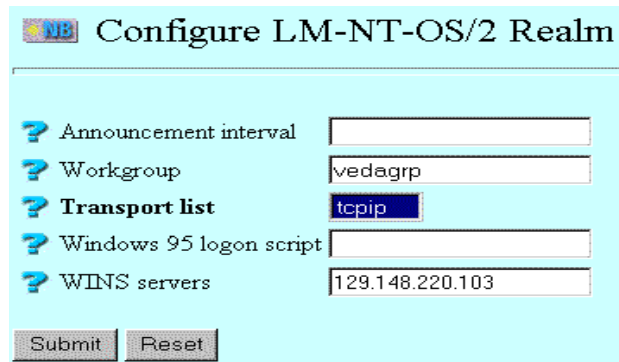 NB Configure LM-NT-OS/2 Realm
? Announcement interval
? Workgroup vedagrp
? Transport list tcpip
? Windows 95 logon script
? WINS servers 129.148.220.103
Submit Reset